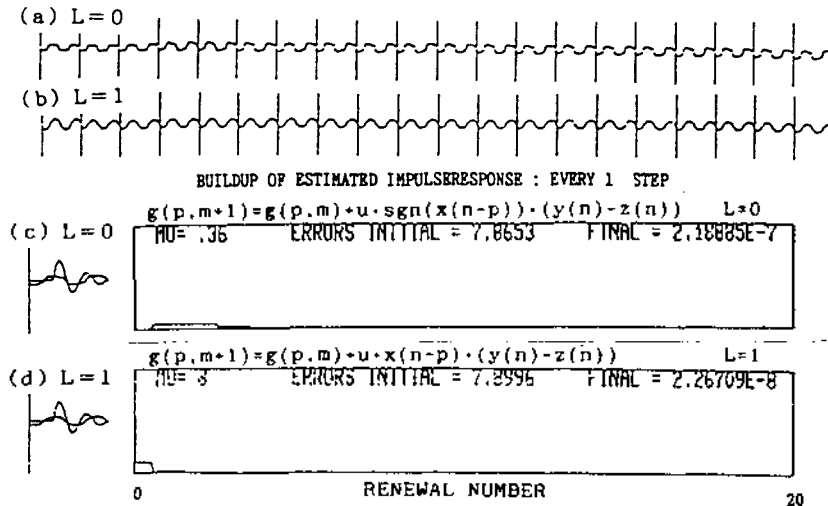 (a) L=0
(b) L=1
BUILDUP OF ESTIMATED IMPULSERESPONSE : EVERY 1 STEP
g(p,m+1)=g(p,m)+u·sgn(x(n-p))·(y(n)-z(n)) L=0
(c) L=0
MU= .36 ERRORS INITIAL = 7.8653 FINAL = 2.18885E-7
g(p,m+1)=g(p,m)+u·x(n-p)·(y(n)-z(n)) L=1
(d) L=1
MU= ERRORS INITIAL = 7.8996 FINAL = 2.26709E-8
0 RENEWAL NUMBER 20